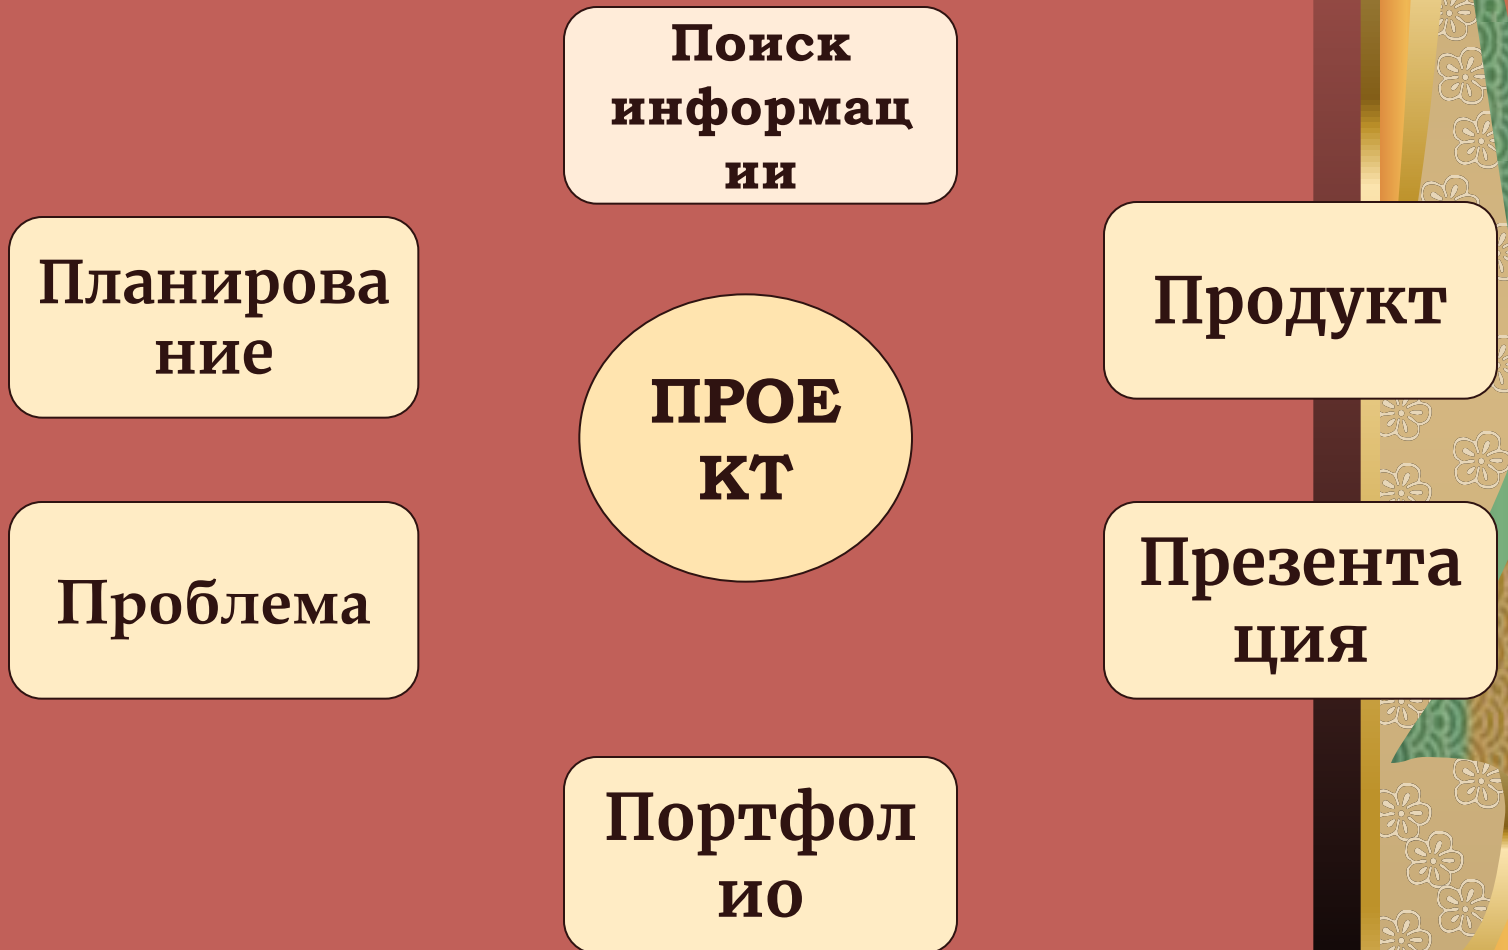 Поиск
информац
ии
Планирова
ние
Продукт
ПРОЕ
КТ
Проблема
Презента
ция
Портфол
ио